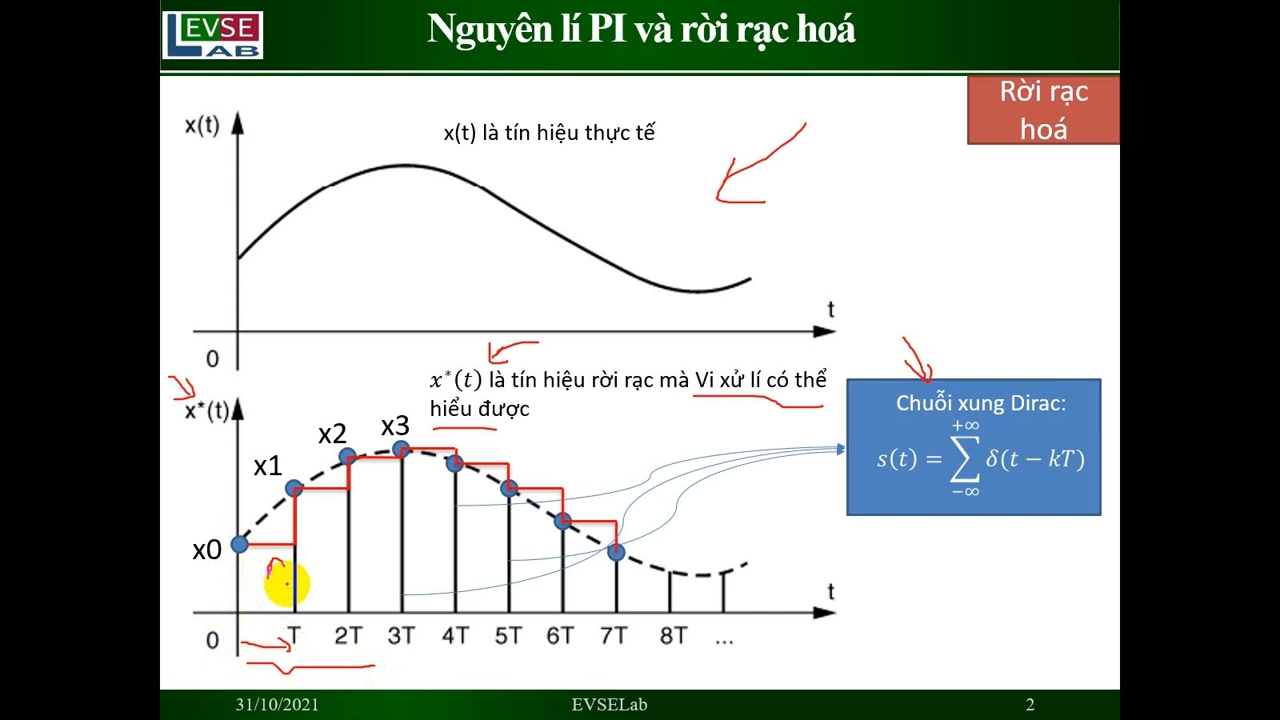 EVSE
LAB
Nguyên lí PI và rời rạc hoá
Rời rạc
hoá
x(t)
x(t) là tín hiệu thực tế
t
0
x*(t) là tín hiệu rời rạc mà Vi xử lí có thể
hiểu được
x*(t)
x0
x1
x2
x3
t
0 T 2T 3T 4T 5T 6T 7T 8T ...
Chuỗi xung Dirac:
+∞
s(t) = ∑ δ(t − kT)
−∞
31/10/2021 EVSELab 2